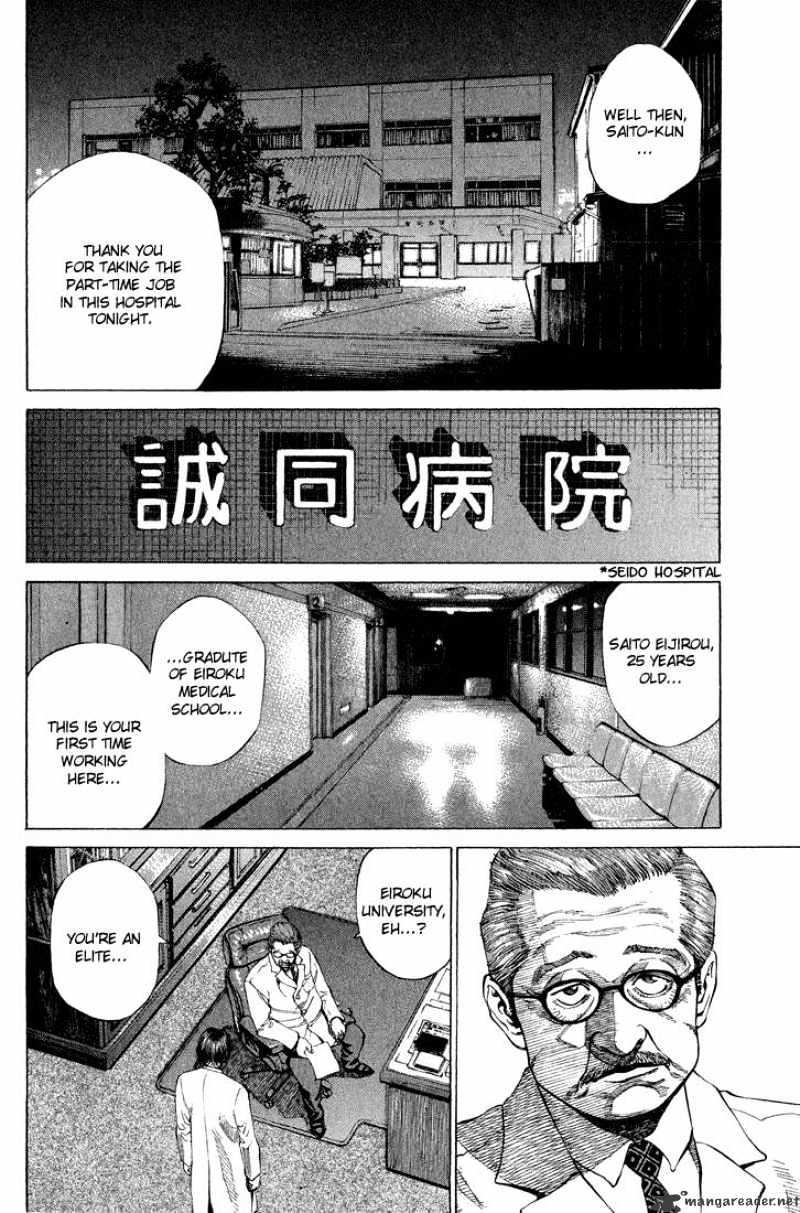 WELL THEN,
SAITO-KUN
...
THANK YOU
FOR TAKING THE
PART-TIME JOB
IN THIS HOSPITAL
TONIGHT.
誠同病院
*SEIDO HOSPITAL
SAITO EIJIROU,
25 YEARS
OLD...
...GRADUTE
OF EIROKU
MEDICAL
SCHOOL...
THIS IS YOUR
FIRST TIME
WORKING
HERE...
2
EIROKU
UNIVERSITY,
EH...?
YOU'RE AN
ELITE...
mangareader.net